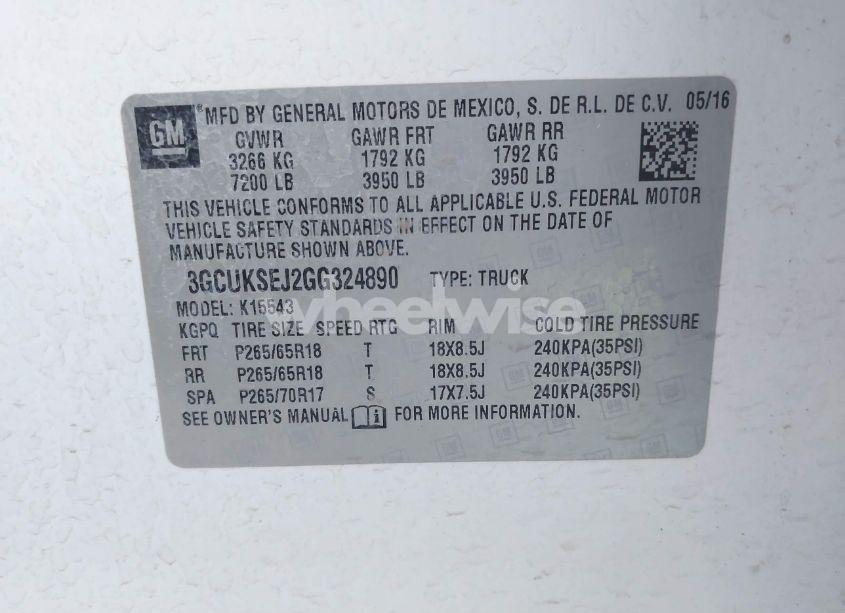 GM ®MFD BY GENERAL MOTORS DE MEXICO, S. DE R.L. DE C.V. 05/16
GVWR GAWR FRT GAWR RR
3266 KG 1792 KG 1792 KG
7200 LB 3950 LB 3950 LB
THIS VEHICLE CONFORMS TO ALL APPLICABLE U.S. FEDERAL MOTOR
VEHICLE SAFETY STANDARDS IN EFFECT ON THE DATE OF
MANUFACTURE SHOWN ABOVE.
3GCUKSEJ2GG324890 TYPE: TRUCK
MODEL: K15543
wheelwise
KGPQ TIRE SIZE SPEED RTG RIM COLD TIRE PRESSURE
FRT P265/65R18 T 18X8.5J 240KPA(35PSI)
RR P265/65R18 T 18X8.5J 240KPA(35PSI)
SPA P265/70R17 S 17X7.5J 240KPA(35PSI)
SEE OWNER'S MANUAL FOR MORE INFORMATION.